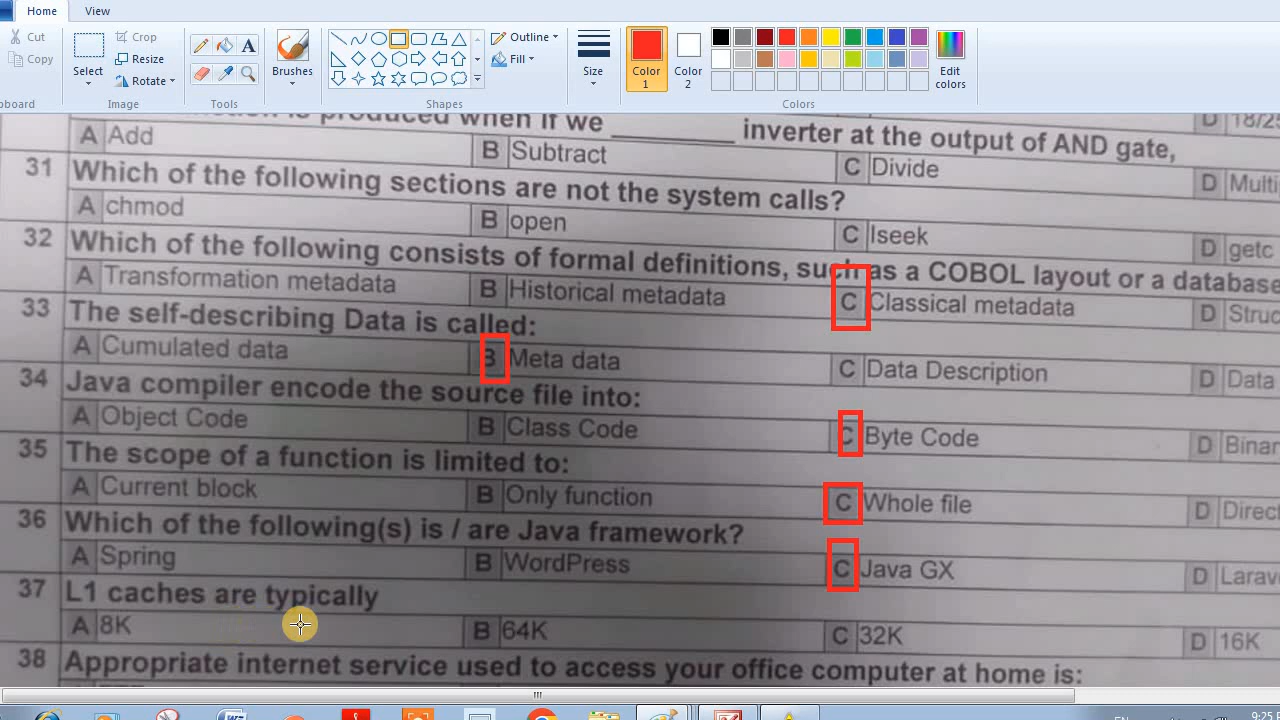 Home View
Cut
Copy
Select
Crop
Resize
Rotate
Brushes
Outline
Fill
Size
Color 1
Color 2
Edit colors
Image
Tools
Shapes
Colors
is produced when if we ________ inverter at the output of AND gate,
A Add B Subtract C Divide D Multi
31 Which of the following sections are not the system calls?
A chmod B open C lseek D getc
32 Which of the following consists of formal definitions, such as a COBOL layout or a database
A Transformation metadata B Historical metadata C Classical metadata D Struc
33 The self-describing Data is called:
A Cumulated data B Meta data C Data Description D Data
34 Java compiler encode the source file into:
A Object Code B Class Code C Byte Code D Binar
35 The scope of a function is limited to:
A Current block B Only function C Whole file D Direct
36 Which of the following(s) is / are Java framework?
A Spring B WordPress C Java GX D Larav
37 L1 caches are typically
A 8K B 64K C 32K D 16K
38 Appropriate internet service used to access your office computer at home is: